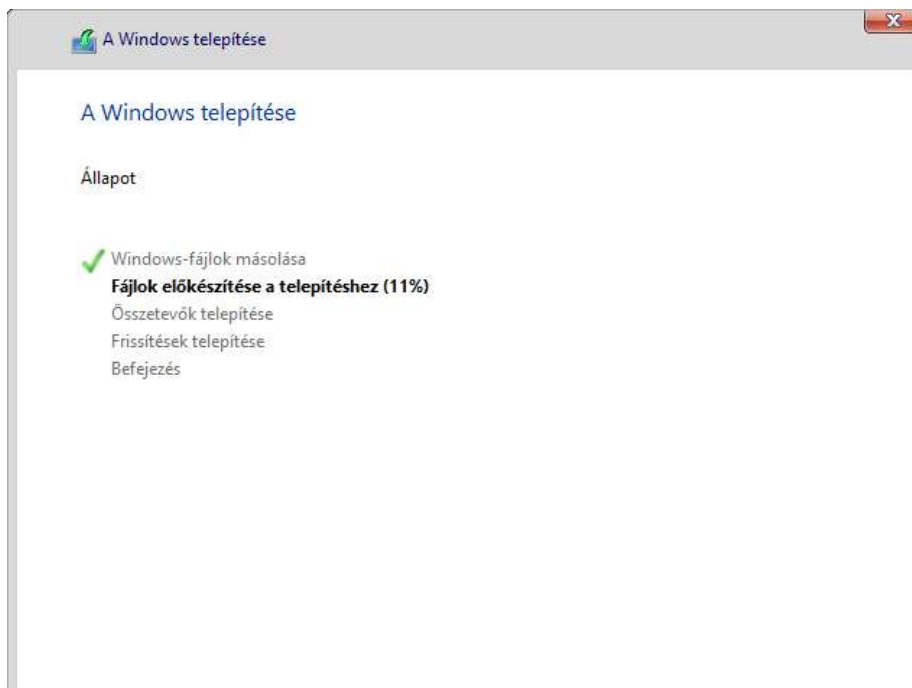 A Windows telepítése
A Windows telepítése
Állapot
Windows-fájlok másolása
Fájlok előkészítése a telepítéshez (11%)
Összetevők telepítése
Frissítések telepítése
Befejezés